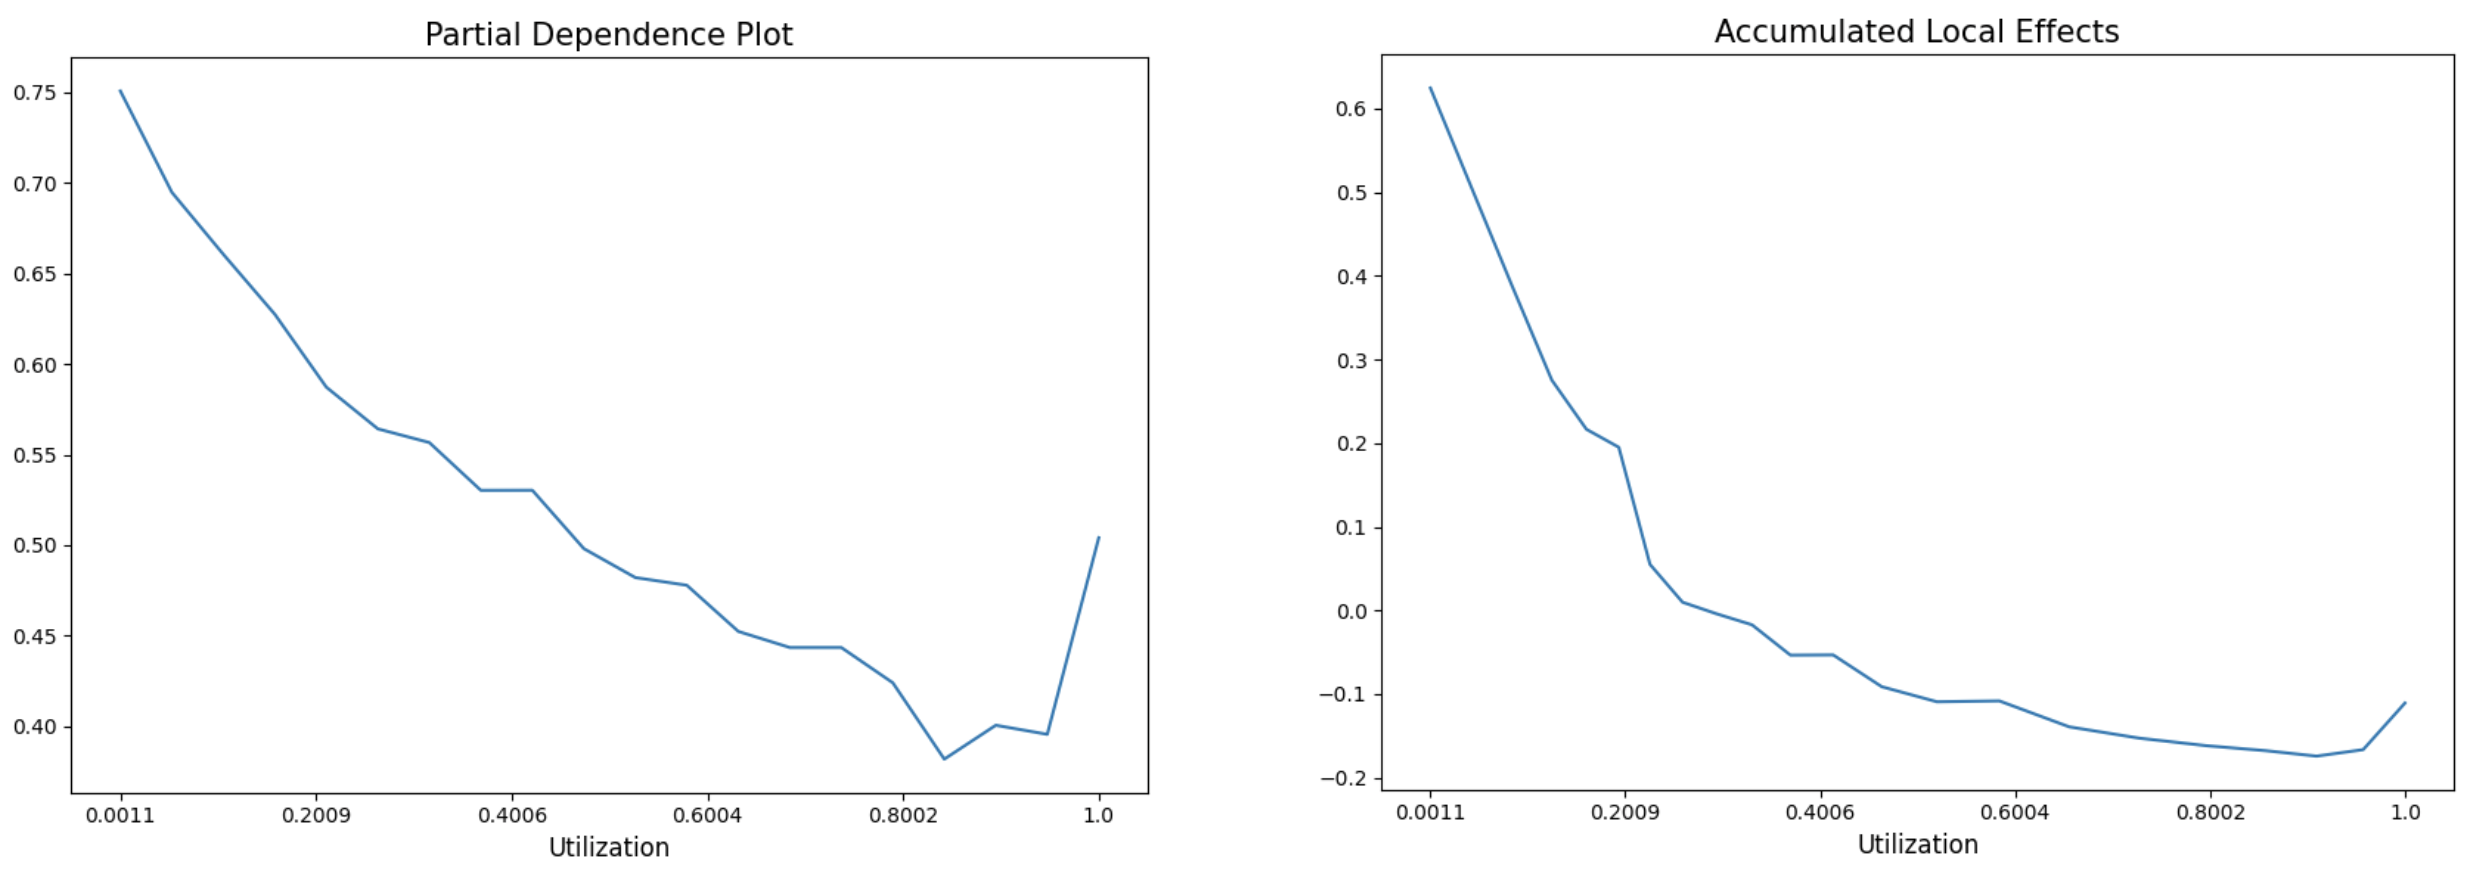 Partial Dependence Plot
0.75
0.70
0.65
0.60
0.55
0.50
0.45
0.40
0.0011 0.2009 0.4006 0.6004 0.8002 1.0
Utilization
Accumulated Local Effects
0.6
0.5
0.4
0.3
0.2
0.1
0.0
−0.1
−0.2
0.0011 0.2009 0.4006 0.6004 0.8002 1.0
Utilization